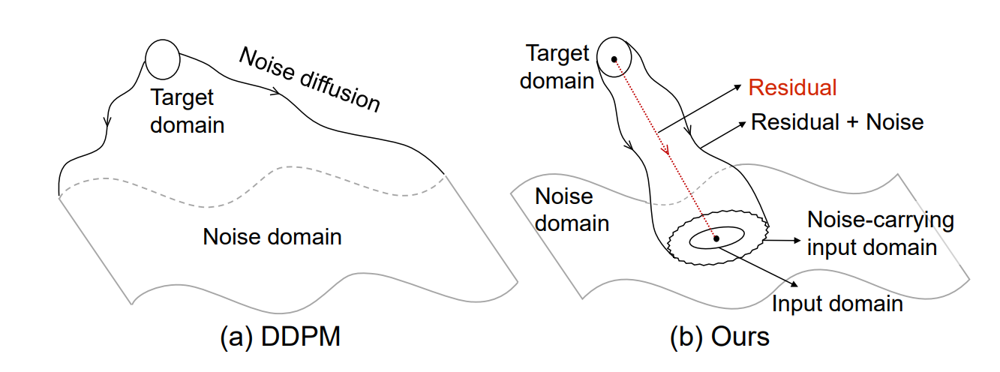 Target
domain
Noise diffusion
Noise domain
(a) DDPM
Target
domain
Residual
Residual + Noise
Noise
domain
Noise-carrying
input domain
Input domain
(b) Ours